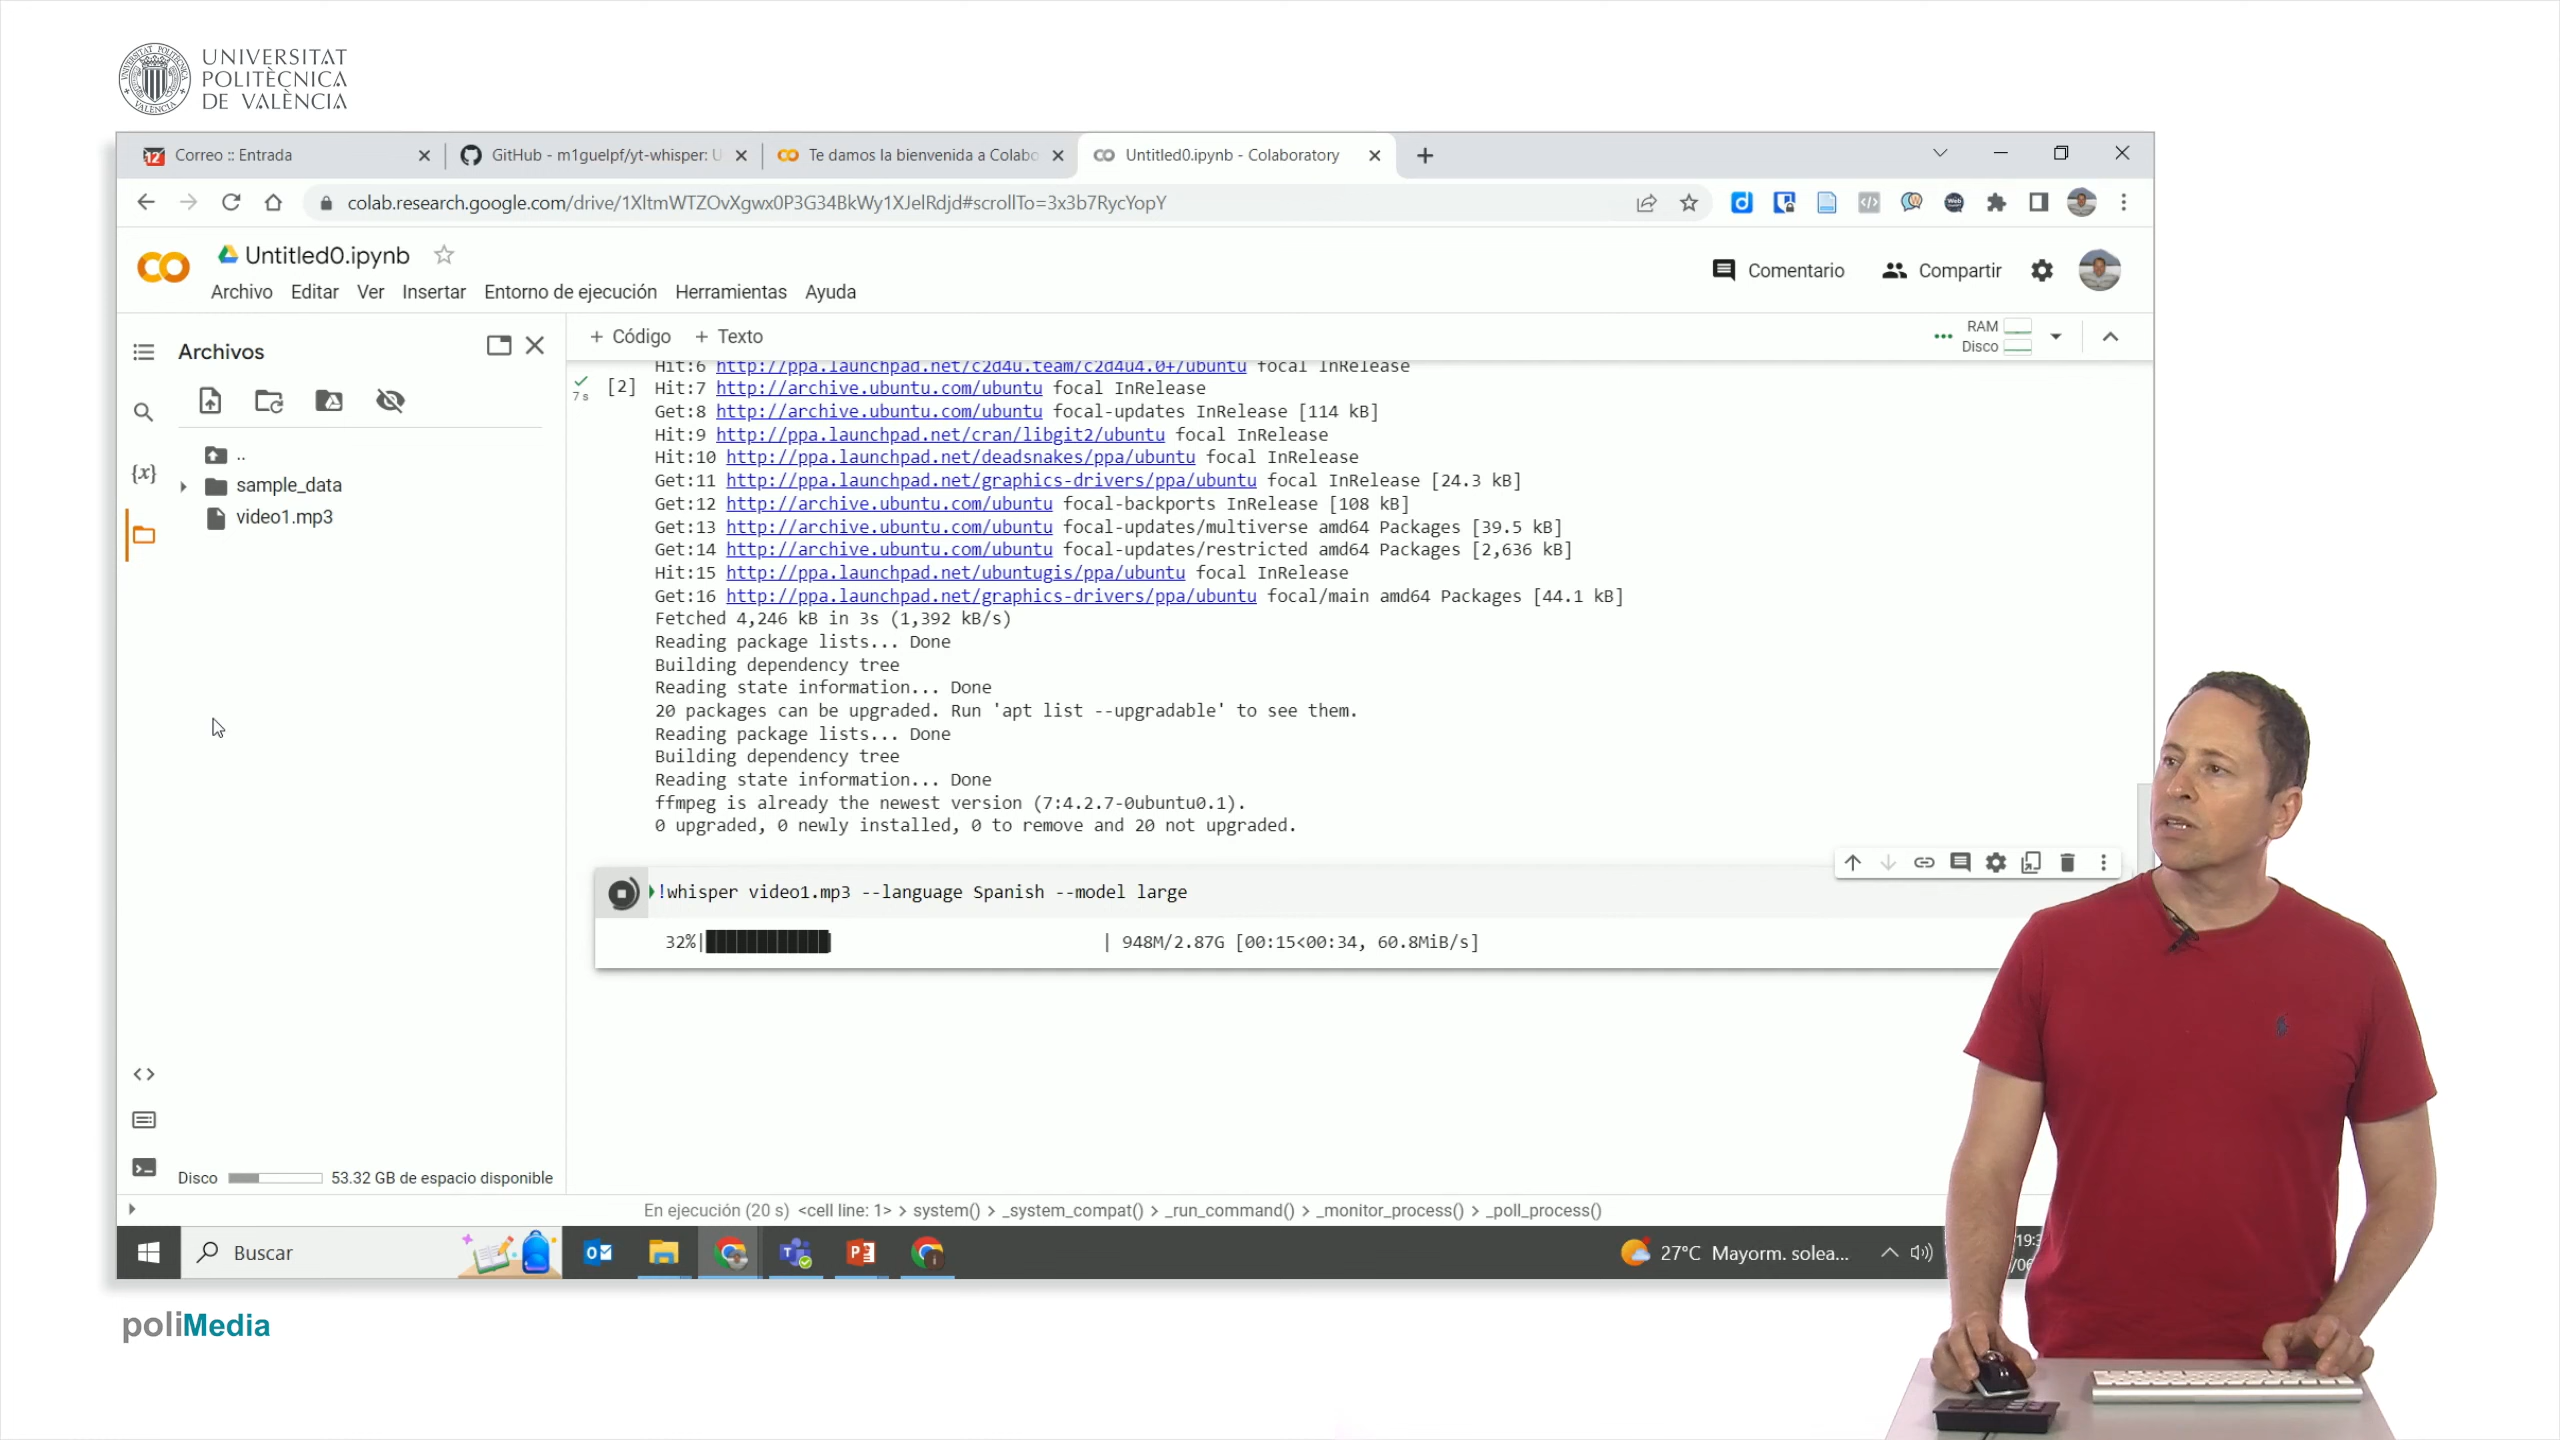 UNIVERSITAT
POLITÈCNICA
DE VALÈNCIA
Correo :: Entrada
GitHub - m1guelpf/yt-whisper: U
Te damos la bienvenida a Colabo
Untitled0.ipynb - Colaboratory
colab.research.google.com/drive/1XltmWTZOvXgwx0P3G34BkWy1XJelRdjd#scrollTo=3x3b7RycYopY
Untitled0.ipynb
Comentario
Compartir
Archivo Editar Ver Insertar Entorno de ejecución Herramientas Ayuda
Archivos
+ Código + Texto
RAM
Disco
..
sample_data
video1.mp3
{x}
7 s
[2]
Hit:6 http://ppa.launchpad.net/c2d4u.team/c2d4u4.0+/ubuntu focal InRelease
Hit:7 http://archive.ubuntu.com/ubuntu focal InRelease
Get:8 http://archive.ubuntu.com/ubuntu focal-updates InRelease [114 kB]
Hit:9 http://ppa.launchpad.net/cran/libgit2/ubuntu focal InRelease
Hit:10 http://ppa.launchpad.net/deadsnakes/ppa/ubuntu focal InRelease
Get:11 http://ppa.launchpad.net/graphics-drivers/ppa/ubuntu focal InRelease [24.3 kB]
Get:12 http://archive.ubuntu.com/ubuntu focal-backports InRelease [108 kB]
Get:13 http://archive.ubuntu.com/ubuntu focal-updates/multiverse amd64 Packages [39.5 kB]
Get:14 http://archive.ubuntu.com/ubuntu focal-updates/restricted amd64 Packages [2,636 kB]
Hit:15 http://ppa.launchpad.net/ubuntugis/ppa/ubuntu focal InRelease
Get:16 http://ppa.launchpad.net/graphics-drivers/ppa/ubuntu focal/main amd64 Packages [44.1 kB]
Fetched 4,246 kB in 3s (1,392 kB/s)
Reading package lists... Done
Building dependency tree
Reading state information... Done
20 packages can be upgraded. Run 'apt list --upgradable' to see them.
Reading package lists... Done
Building dependency tree
Reading state information... Done
ffmpeg is already the newest version (7:4.2.7-0ubuntu0.1).
0 upgraded, 0 newly installed, 0 to remove and 20 not upgraded.
!whisper video1.mp3 --language Spanish --model large
32%| | 948M/2.87G [00:15<00:34, 60.8MiB/s]
Disco 53.32 GB de espacio disponible
En ejecución (20 s) <cell line: 1> > system() > _system_compat() > _run_command() > _monitor_process() > _poll_process()
Buscar
27°C Mayorm. solea...
poliMedia